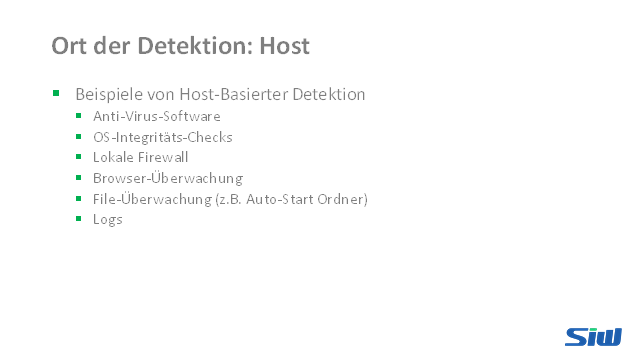 Ort der Detektion: Host
Beispiele von Host-Basierter Detektion
Anti-Virus-Software
OS-Integritäts-Checks
Lokale Firewall
Browser-Überwachung
File-Überwachung (z.B. Auto-Start Ordner)
Logs
SiW